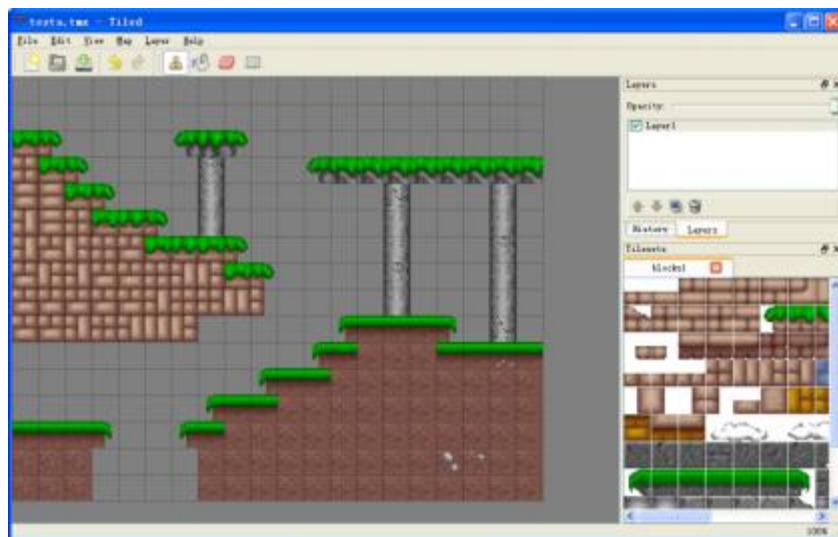 testa.tmx - Tiled
File Edit View Map Layer Help
Layers
Opacity:
Layer1
History Layers
Tilesets
blocks1
100%